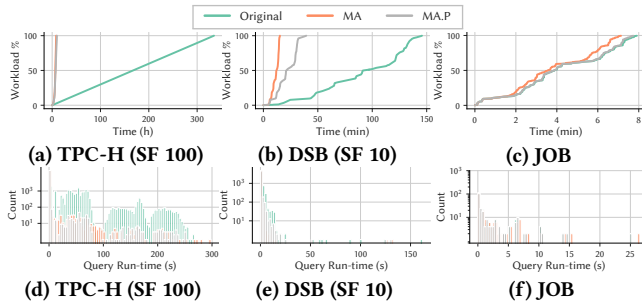 Original MA MA.P
Workload % 100 50 0
0 100 200 300
Time (h)
(a) TPC-H (SF 100)
Workload % 100 50 0
0 50 100 150
Time (min)
(b) DSB (SF 10)
Workload % 100 50 0
0 2 4 6 8
Time (min)
(c) JOB
Count 10³ 10¹
0 100 200 300
Query Run-time (s)
(d) TPC-H (SF 100)
Count 10³ 10¹
0 50 100 150
Query Run-time (s)
(e) DSB (SF 10)
Count 10² 10¹ 10⁰
0 5 10 15 20 25
Query Run-time (s)
(f) JOB